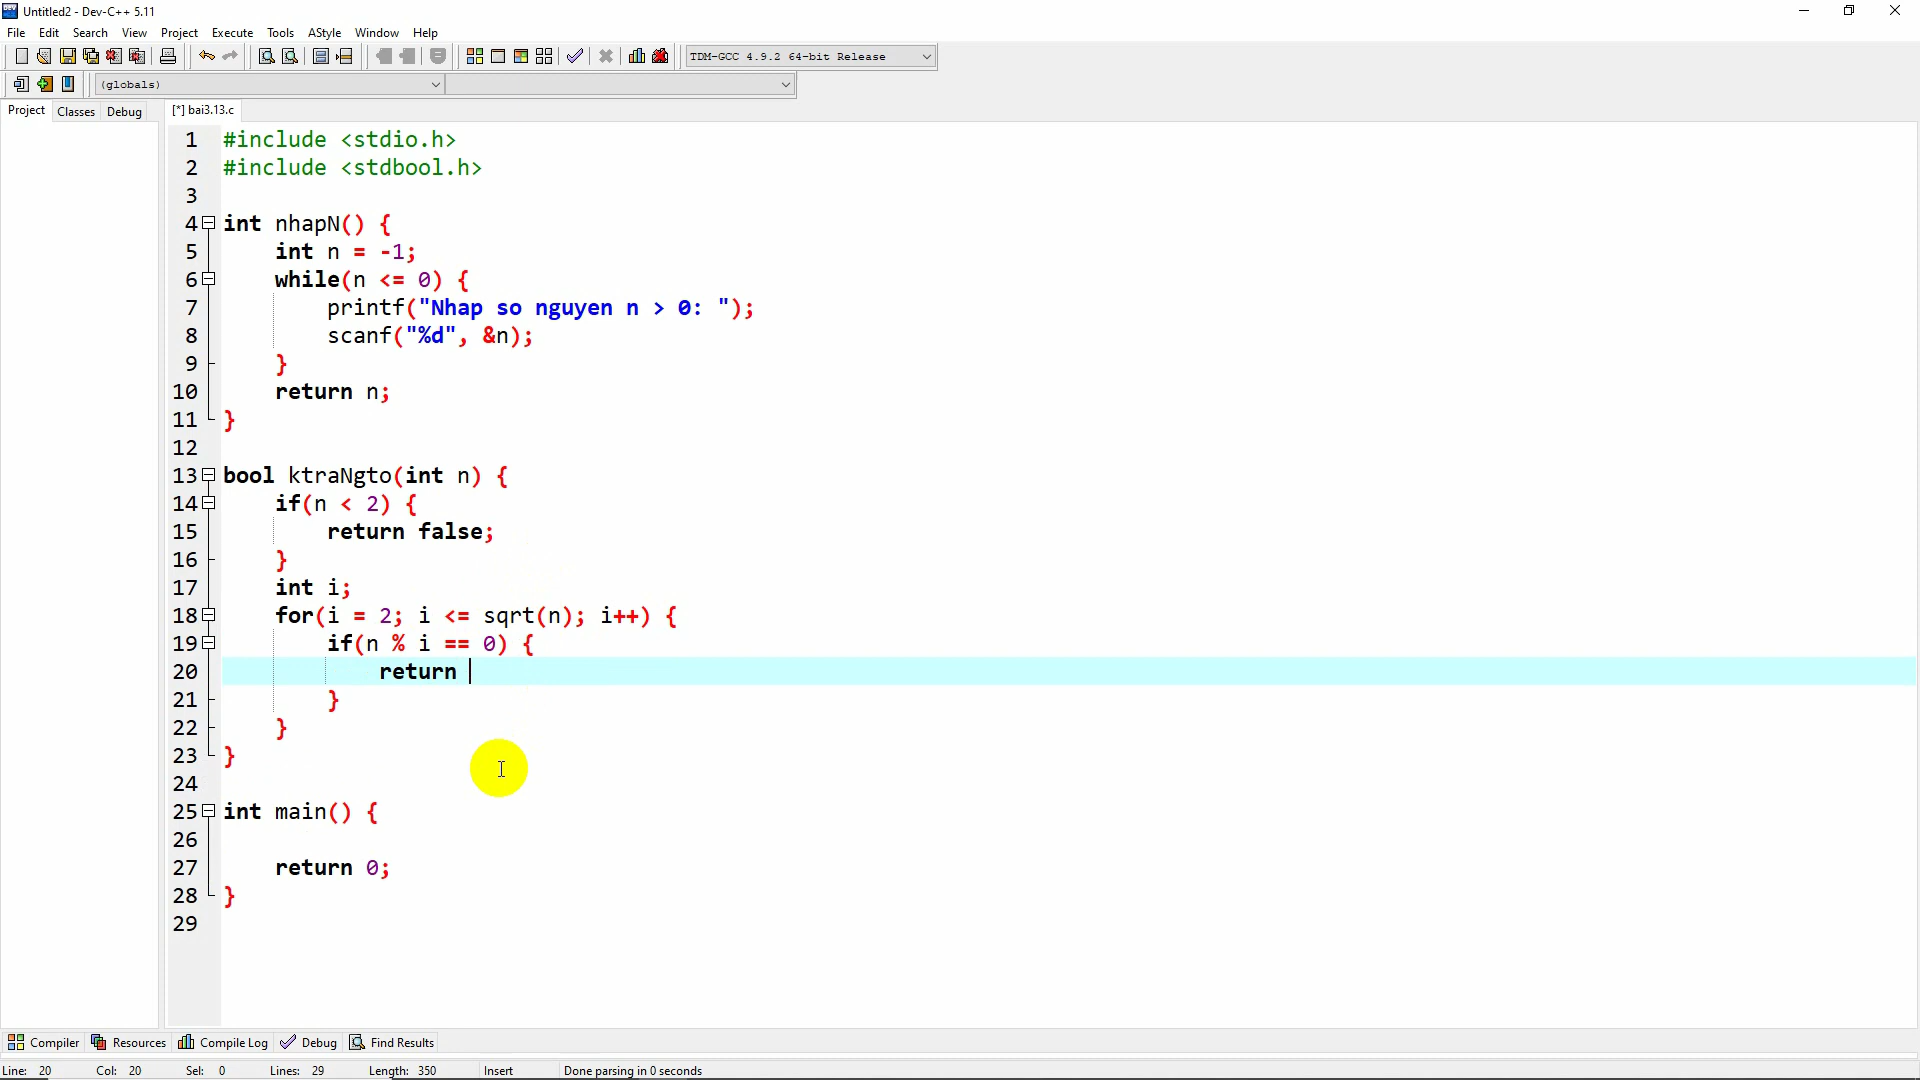 Untitled2 - Dev-C++ 5.11
File Edit Search View Project Execute Tools AStyle Window Help
TDM-GCC 4.9.2 64-bit Release
(globals)
Project Classes Debug [*] bai3.13.c
1 #include <stdio.h>
2 #include <stdbool.h>
3
4 int nhapN() {
5 int n = -1;
6 while(n <= 0) {
7 printf("Nhap so nguyen n > 0: ");
8 scanf("%d", &n);
9 }
10 return n;
11 }
12
13 bool ktraNgto(int n) {
14 if(n < 2) {
15 return false;
16 }
17 int i;
18 for(i = 2; i <= sqrt(n); i++) {
19 if(n % i == 0) {
20 return
21 }
22 }
23 }
24
25 int main() {
26
27 return 0;
28 }
29
Compiler Resources Compile Log Debug Find Results
Line: 20 Col: 20 Sel: 0 Lines: 29 Length: 350 Insert Done parsing in 0 seconds